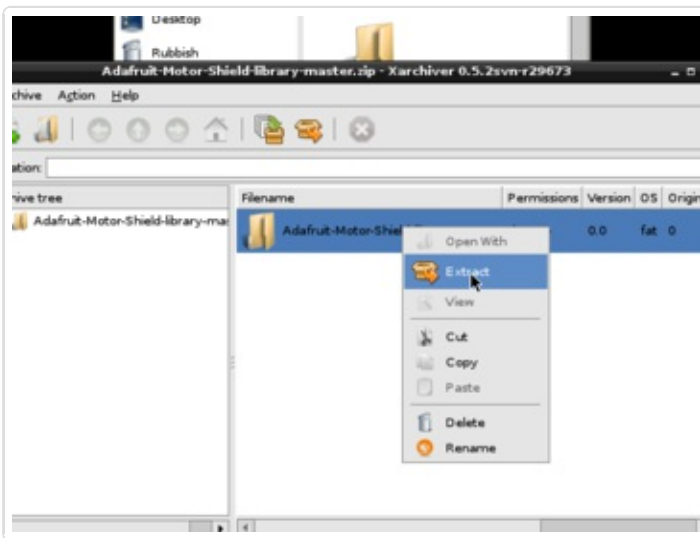 Desktop
Rubbish
Adafruit-Motor-Shield-library-master.zip - Xarchiver 0.5.2svn-r29673
chive Action Help
ation:
hive tree
Filename Permissions Version OS Origin
Adafruit-Motor-Shield-library-mas
Adafruit-Motor-Shiel 0.0 fat 0
Open With
Extract
View
Cut
Copy
Paste
Delete
Rename